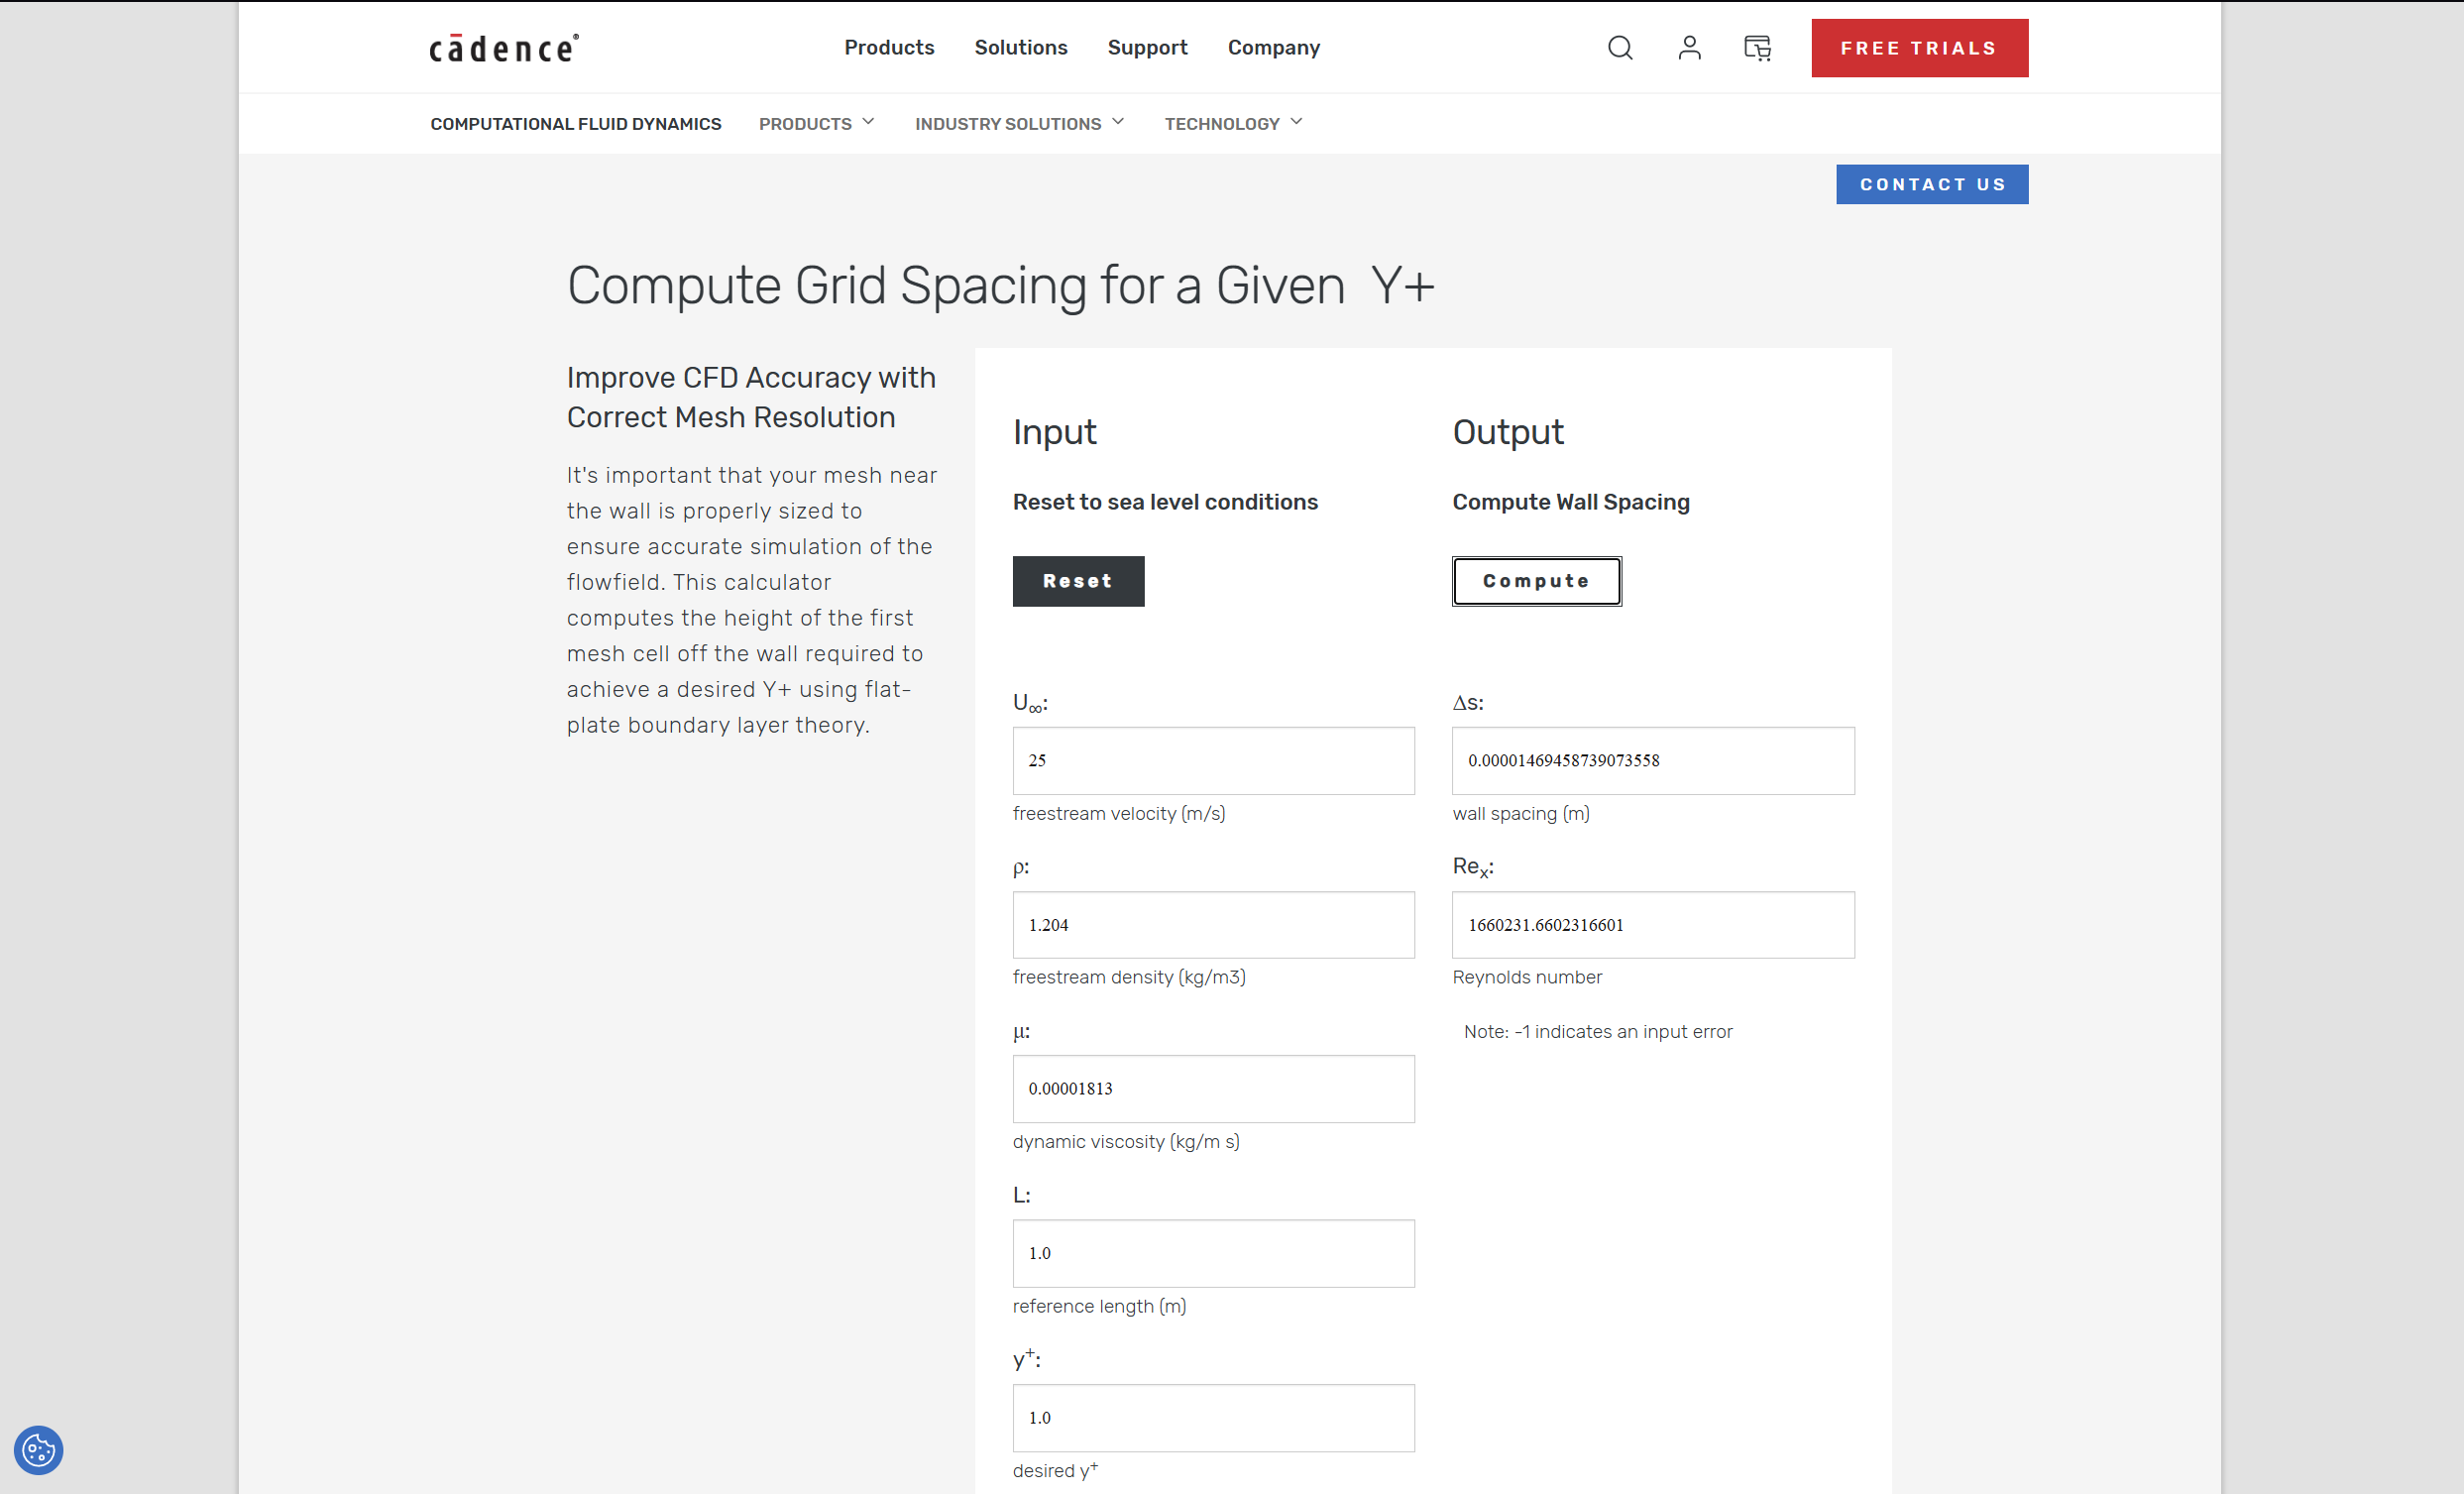 cādence®
Products Solutions Support Company
FREE TRIALS
COMPUTATIONAL FLUID DYNAMICS PRODUCTS INDUSTRY SOLUTIONS TECHNOLOGY
CONTACT US
Compute Grid Spacing for a Given Y+
Improve CFD Accuracy with
Correct Mesh Resolution
It's important that your mesh near
the wall is properly sized to
ensure accurate simulation of the
flowfield. This calculator
computes the height of the first
mesh cell off the wall required to
achieve a desired Y+ using flat-
plate boundary layer theory.
Input
Reset to sea level conditions
Reset
U∞:
25
freestream velocity (m/s)
ρ:
1.204
freestream density (kg/m3)
μ:
0.00001813
dynamic viscosity (kg/m s)
L:
1.0
reference length (m)
y+:
1.0
desired y+
Output
Compute Wall Spacing
Compute
Δs:
0.00001469458739073558
wall spacing (m)
Rex:
1660231.6602316601
Reynolds number
Note: -1 indicates an input error